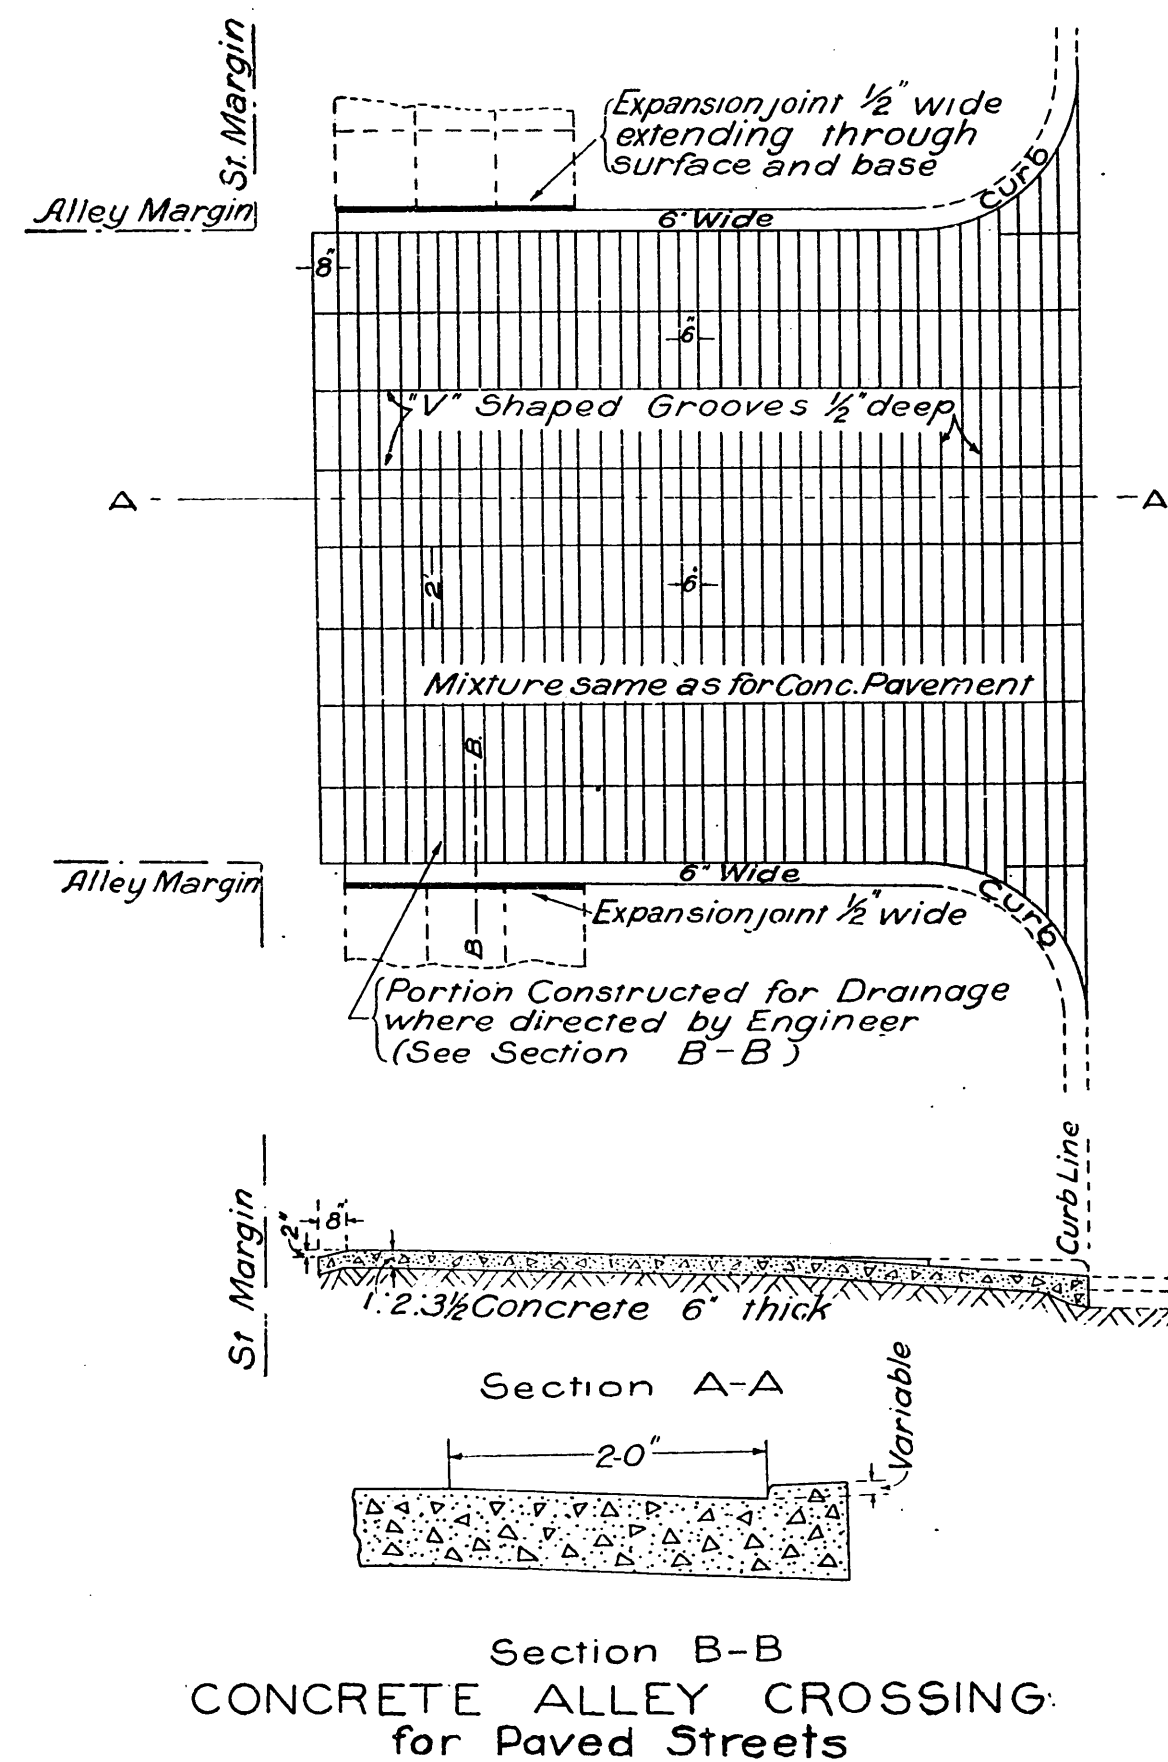 St. Margin
Expansion joint 1/2" wide
extending through
surface and base
Alley Margin
Curb
6" Wide
8"
6"
"V" Shaped Grooves 1/2" deep
A - A
2'
6"
Mixture same as for Conc. Pavement
B
6" Wide
Alley Margin
Curb
Expansion joint 1/2" wide
B
Portion Constructed for Drainage
where directed by Engineer
(See Section B-B)
Curb Line
St Margin
2"
8"
1:2:3½ Concrete 6" thick
Section A-A
Variable
2-0"
Section B-B
CONCRETE ALLEY CROSSING
for Paved Streets